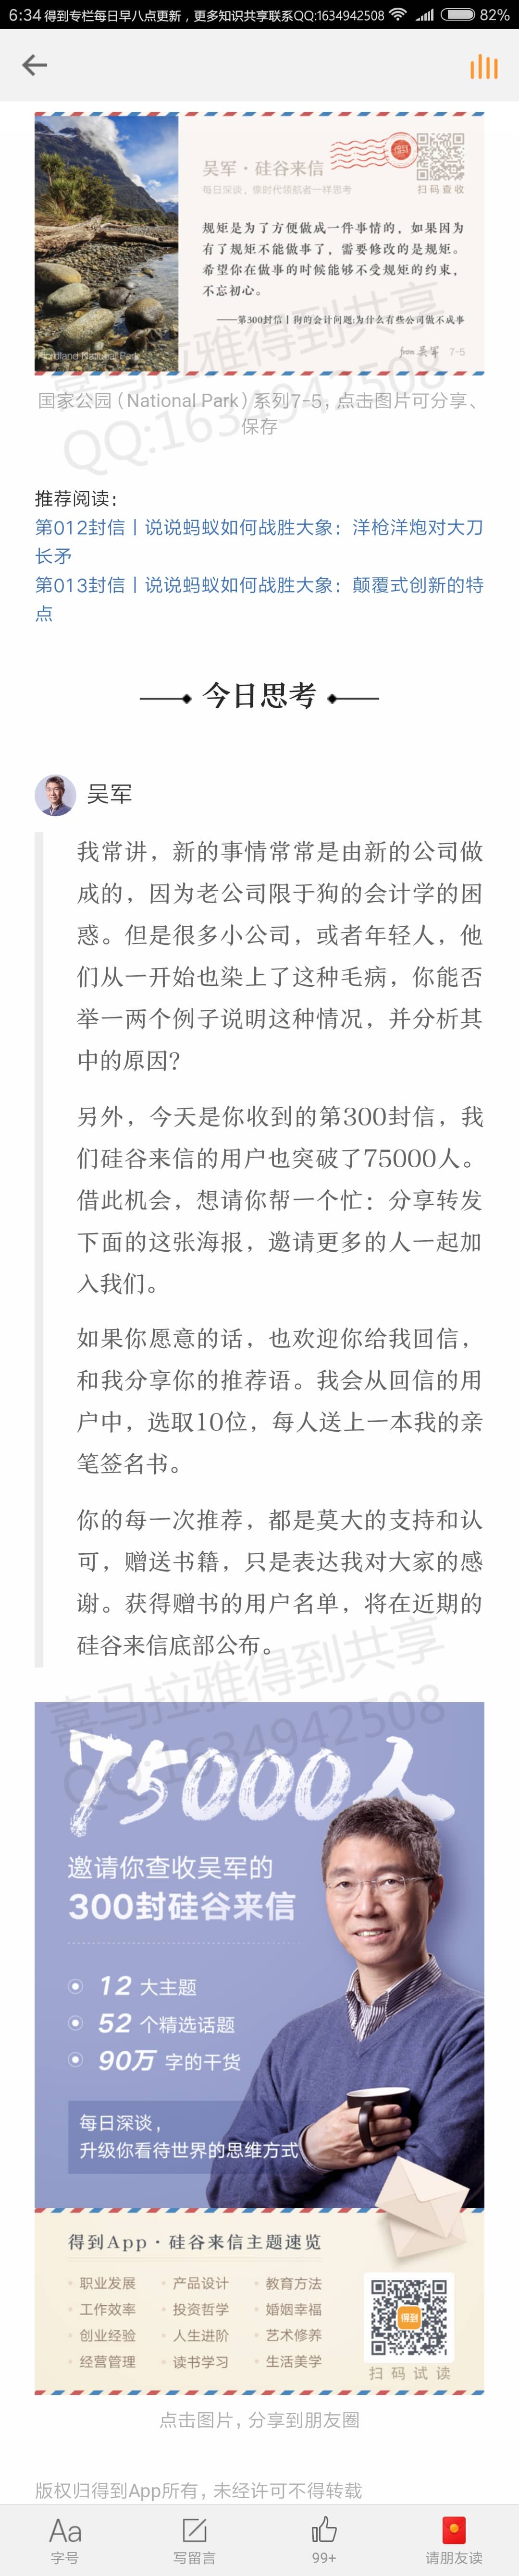 6:34 得到专栏每日早八点更新，更多知识共享联系QQ:1634942508 82%
吴军·硅谷来信
每日深谈，像时代领航者一样思考
得到
扫码查收
规矩是为了方便做成一件事情的，如果因为
有了规矩不能做事了，需要修改的是规矩。
希望你在做事的时候能够不受规矩的约束，
不忘初心。
——第300封信丨狗的会计问题:为什么有些公司做不成事
from 吴军 7-5
Fiordland National Park
喜马拉雅得到共享
QQ:1634942508
国家公园（National Park）系列7-5，点击图片可分享、
保存
推荐阅读：
第012封信丨说说蚂蚁如何战胜大象：洋枪洋炮对大刀
长矛
第013封信丨说说蚂蚁如何战胜大象：颠覆式创新的特
点
今日思考
吴军
我常讲，新的事情常常是由新的公司做
成的，因为老公司限于狗的会计学的困
惑。但是很多小公司，或者年轻人，他
们从一开始也染上了这种毛病，你能否
举一两个例子说明这种情况，并分析其
中的原因?
另外，今天是你收到的第300封信，我
们硅谷来信的用户也突破了75000人。
借此机会，想请你帮一个忙：分享转发
下面的这张海报，邀请更多的人一起加
入我们。
如果你愿意的话，也欢迎你给我回信，
和我分享你的推荐语。我会从回信的用
户中，选取10位，每人送上一本我的亲
笔签名书。
你的每一次推荐，都是莫大的支持和认
可，赠送书籍，只是表达我对大家的感
谢。获得赠书的用户名单，将在近期的
硅谷来信底部公布。
喜马拉雅得到共享
QQ:1634942508
75000人
邀请你查收吴军的
300封硅谷来信
12 大主题
52 个精选话题
90万 字的干货
每日深谈，
升级你看待世界的思维方式
得到App·硅谷来信主题速览
职业发展 产品设计 教育方法
工作效率 投资哲学 婚姻幸福
创业经验 人生进阶 艺术修养
经营管理 读书学习 生活美学
得到
扫码试读
点击图片，分享到朋友圈
版权归得到App所有，未经许可不得转载
Aa
字号 写留言 99+ 请朋友读